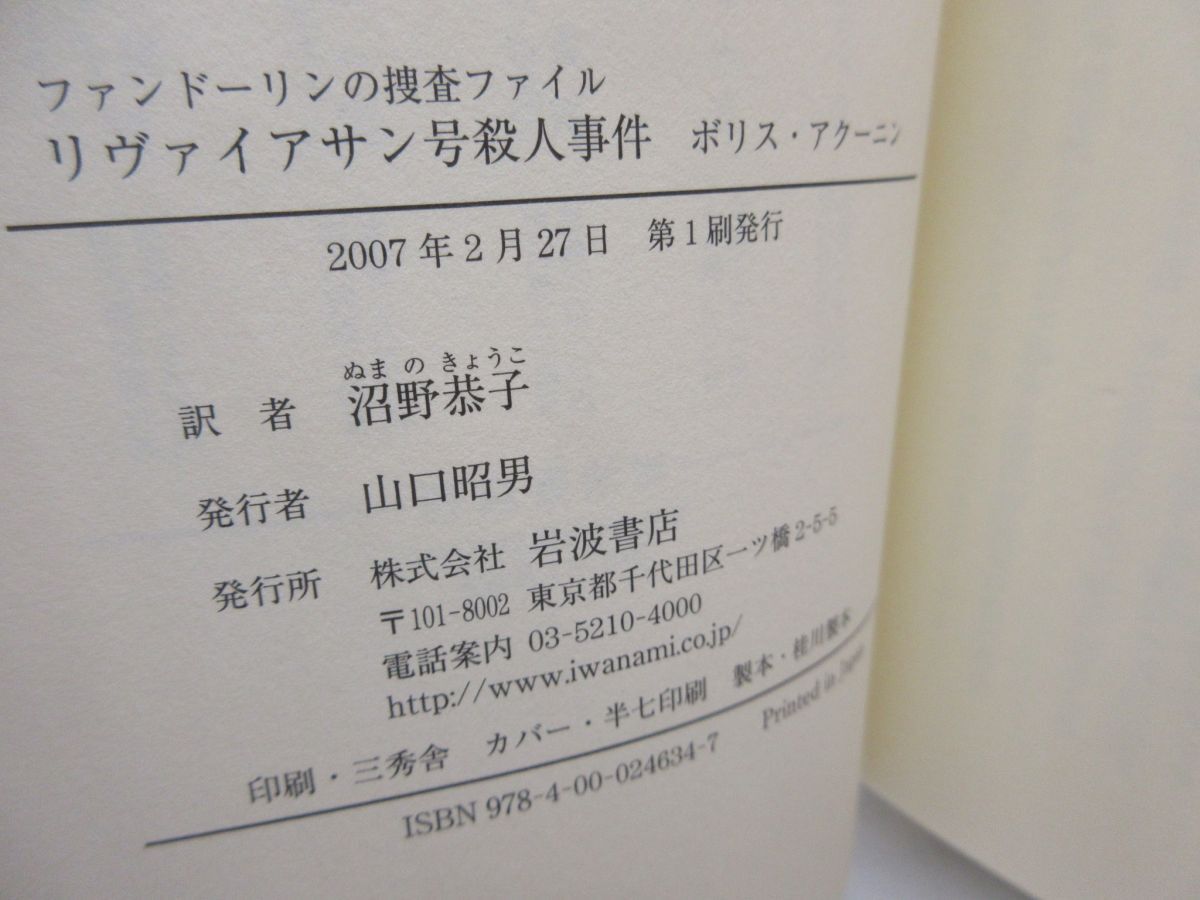 ファンドーリンの捜査ファイル
リヴァイアサン号殺人事件 ボリス・アクーニン
2007年2月27日 第1刷発行
ぬまのきょうこ
訳者 沼野恭子
発行者 山口昭男
発行所 株式会社 岩波書店
〒101-8002 東京都千代田区一ツ橋2-5-5
電話案内 03-5210-4000
http://www.iwanami.co.jp/
印刷・三秀舎 カバー・半七印刷 製本・桂川製本
ISBN 978-4-00-024634-7 Printed in Japan